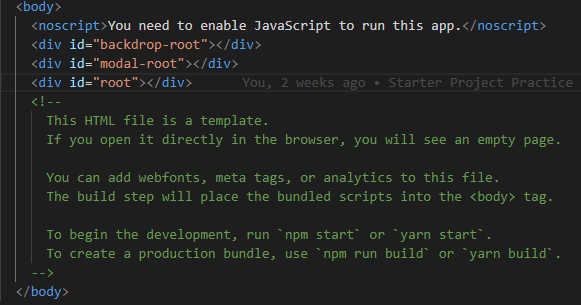 <body>
<noscript>You need to enable JavaScript to run this app.</noscript>
<div id="backdrop-root"></div>
<div id="modal-root"></div>
<div id="root"></div> You, 2 weeks ago • Starter Project Practice
<!--
This HTML file is a template.
If you open it directly in the browser, you will see an empty page.
You can add webfonts, meta tags, or analytics to this file.
The build step will place the bundled scripts into the <body> tag.
To begin the development, run `npm start` or `yarn start`.
To create a production bundle, use `npm run build` or `yarn build`.
-->
</body>